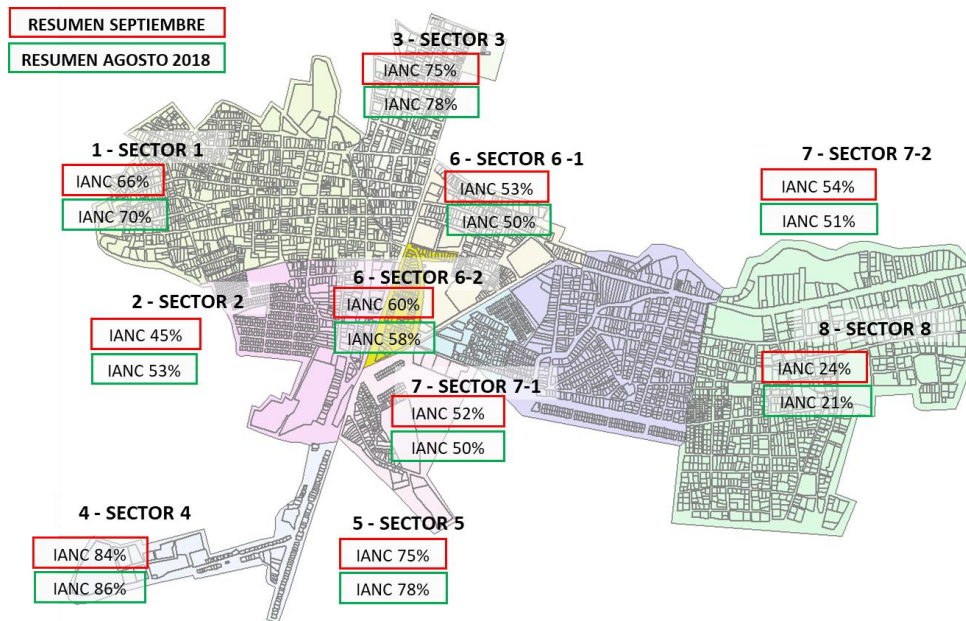 RESUMEN SEPTIEMBRE
RESUMEN AGOSTO 2018
3 - SECTOR 3
IANC 75%
IANC 78%
1 - SECTOR 1
IANC 66%
IANC 70%
6 - SECTOR 6 -1
IANC 53%
IANC 50%
7 - SECTOR 7-2
IANC 54%
IANC 51%
2 - SECTOR 2
IANC 45%
IANC 53%
6 - SECTOR 6-2
IANC 60%
IANC 58%
8 - SECTOR 8
IANC 24%
IANC 21%
7 - SECTOR 7-1
IANC 52%
IANC 50%
4 - SECTOR 4
IANC 84%
IANC 86%
5 - SECTOR 5
IANC 75%
IANC 78%